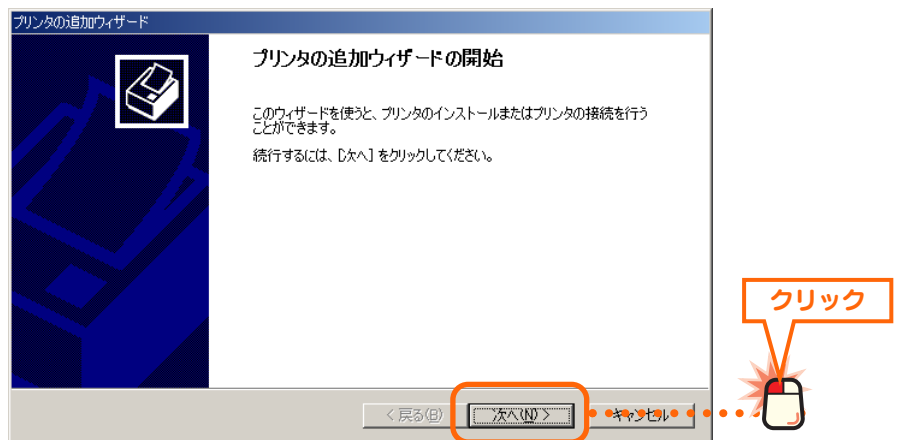 プリンタの追加ウィザード
プリンタの追加ウィザードの開始
このウィザードを使うと、プリンタのインストールまたはプリンタの接続を行う
ことができます。
続行するには、[次へ] をクリックしてください。
クリック
< 戻る(B)
次へ(N) >
キャンセル